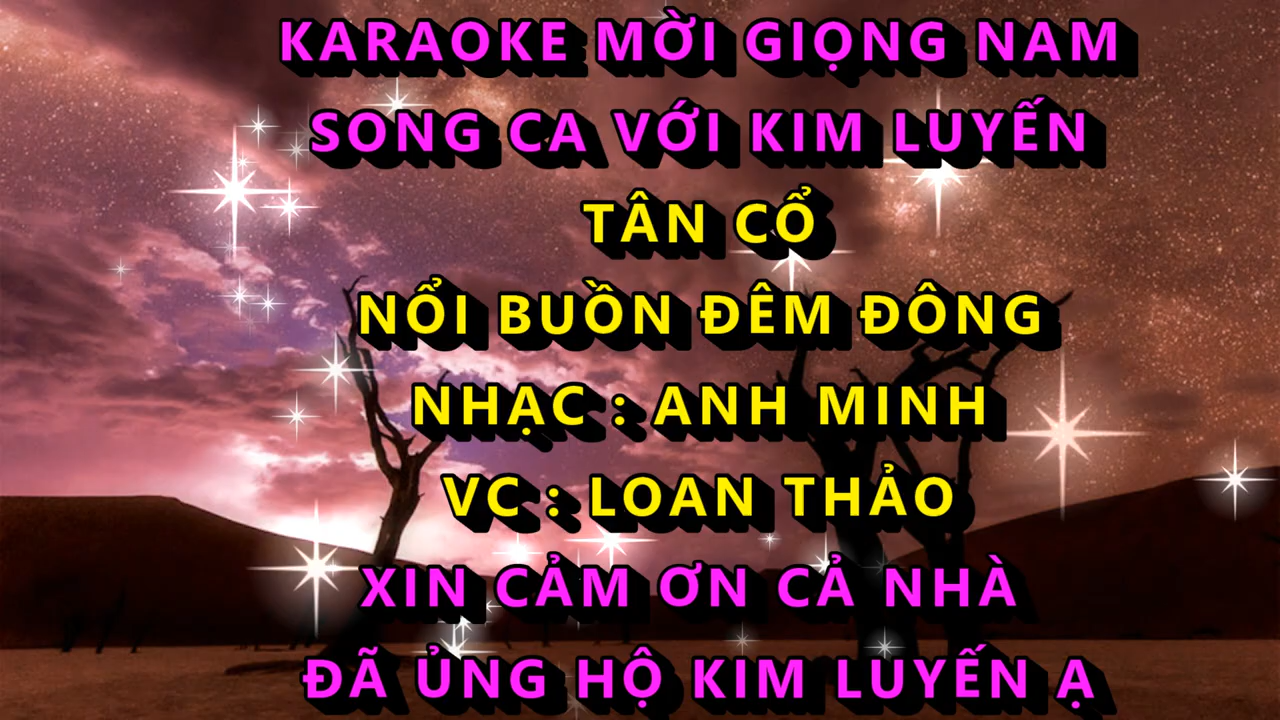 KARAOKE MỜI GIỌNG NAM
SONG CA VỚI KIM LUYẾN
TÂN CỔ
NỔI BUỒN ĐÊM ĐÔNG
NHẠC : ANH MINH
VC : LOAN THẢO
XIN CẢM ƠN CẢ NHÀ
ĐÃ ỦNG HỘ KIM LUYẾN Ạ